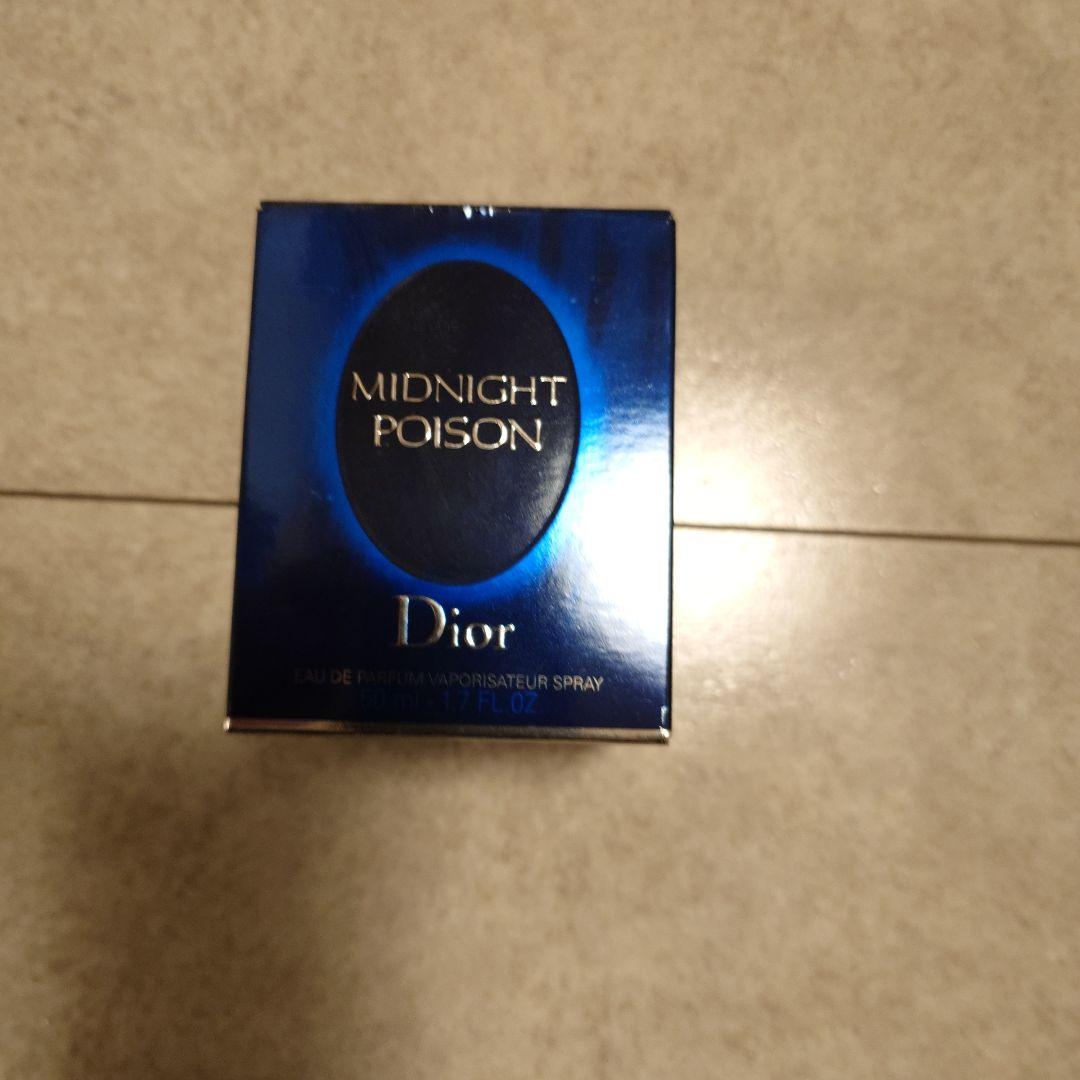 MIDNIGHT
POISON
Dior
EAU DE PARFUM VAPORISATEUR SPRAY
50 ml - 1.7 FL.OZ